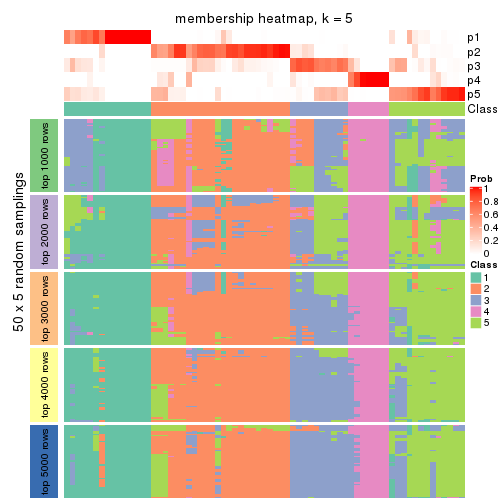 membership heatmap, k = 5
p1
p2
p3
p4
p5
Class
50 x 5 random samplings
top 1000 rows
top 2000 rows
top 3000 rows
top 4000 rows
top 5000 rows
Prob
1
0.8
0.6
0.4
0.2
0
Class
1
2
3
4
5